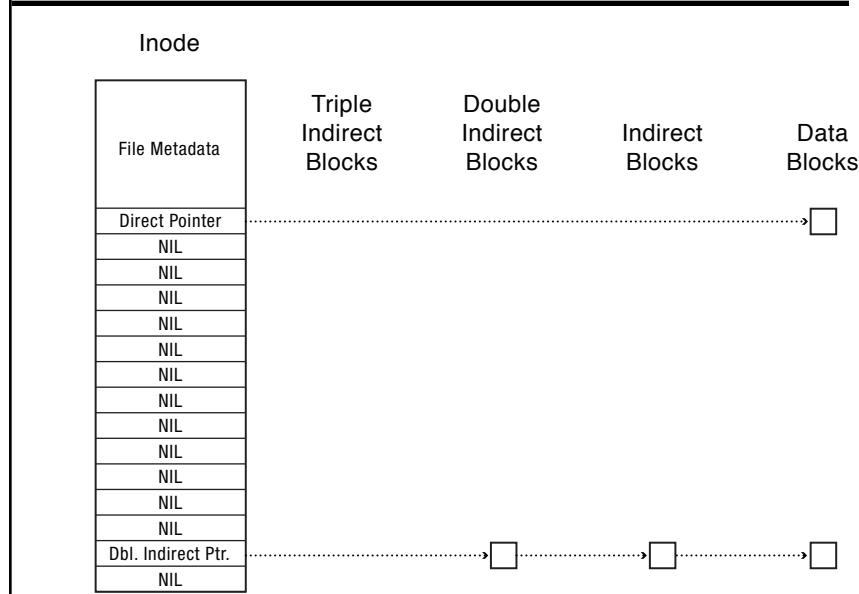 Inode
Triple
Indirect
Blocks
Double
Indirect
Blocks
Indirect
Blocks
Data
Blocks
File Metadata
Direct Pointer
NIL
NIL
NIL
NIL
NIL
NIL
NIL
NIL
NIL
NIL
NIL
NIL
Dbl. Indirect Ptr.
NIL